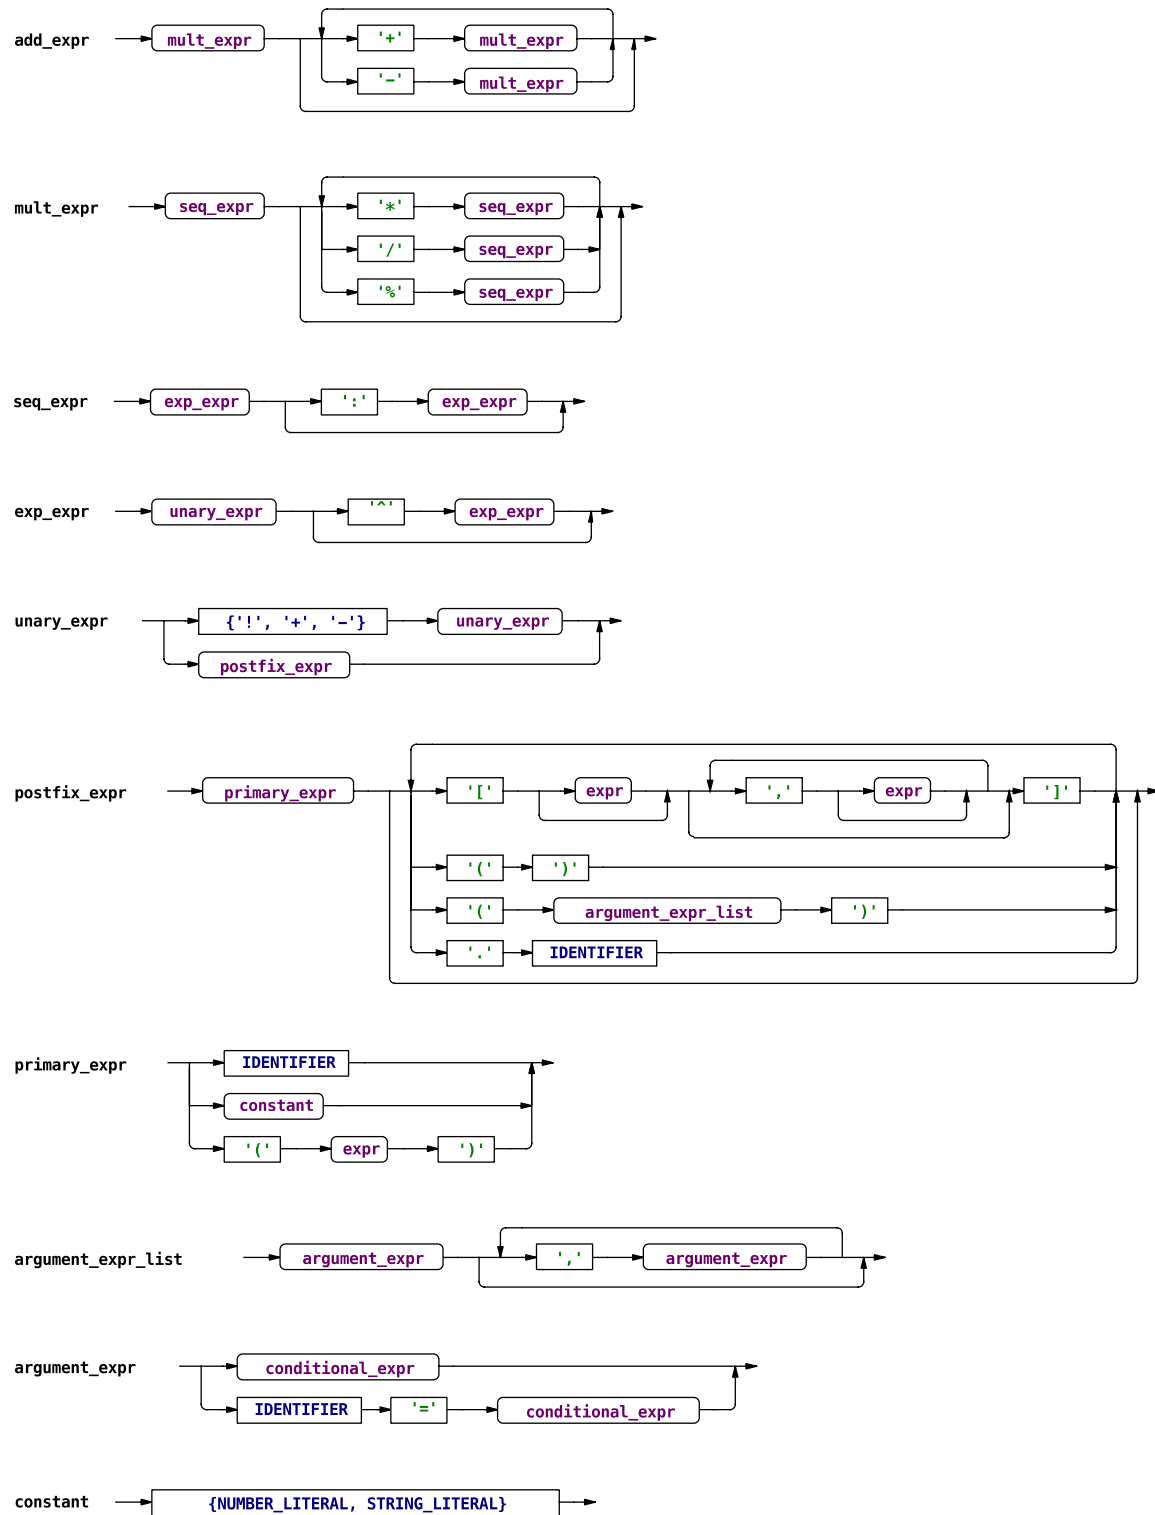 add_expr mult_expr '+' mult_expr
'−' mult_expr
mult_expr seq_expr '*' seq_expr
'/' seq_expr
'%' seq_expr
seq_expr exp_expr ':' exp_expr
exp_expr unary_expr '^' exp_expr
unary_expr {'!', '+', '−'} unary_expr
postfix_expr
postfix_expr primary_expr '[' expr ',' expr ']'
'(' ')'
'(' argument_expr_list ')'
'.' IDENTIFIER
primary_expr IDENTIFIER
constant
'(' expr ')'
argument_expr_list argument_expr ',' argument_expr
argument_expr conditional_expr
IDENTIFIER '=' conditional_expr
constant {NUMBER_LITERAL, STRING_LITERAL}